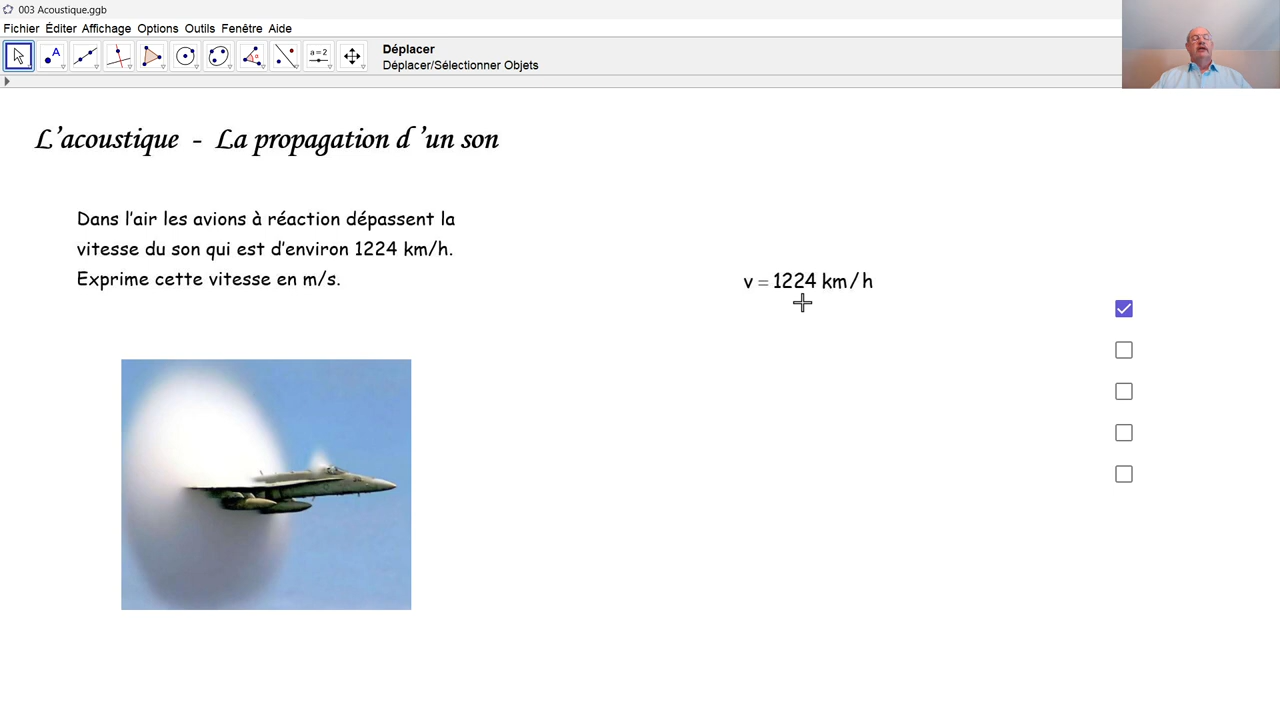 003 Acoustique.ggb
Fichier Éditer Affichage Options Outils Fenêtre Aide
A
a=2
Déplacer
Déplacer/Sélectionner Objets
L'acoustique - La propagation d 'un son
Dans l'air les avions à réaction dépassent la
vitesse du son qui est d'environ 1224 km/h.
Exprime cette vitesse en m/s.
v = 1224 km/h